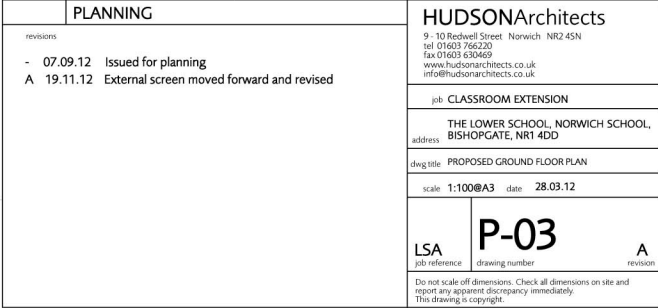 PLANNING
revisions
- 07.09.12 Issued for planning
A 19.11.12 External screen moved forward and revised
HUDSONArchitects
9 - 10 Redwell Street Norwich NR2 4SN
tel 01603 766220
fax 01603 630469
www.hudsonarchitects.co.uk
info@hudsonarchitects.co.uk
job CLASSROOM EXTENSION
address THE LOWER SCHOOL, NORWICH SCHOOL,
BISHOPGATE, NR1 4DD
dwg title PROPOSED GROUND FLOOR PLAN
scale 1:100@A3 date 28.03.12
LSA
job reference
P-03
drawing number
A
revision
Do not scale off dimensions. Check all dimensions on site and
report any apparent discrepancy immediately.
This drawing is copyright.